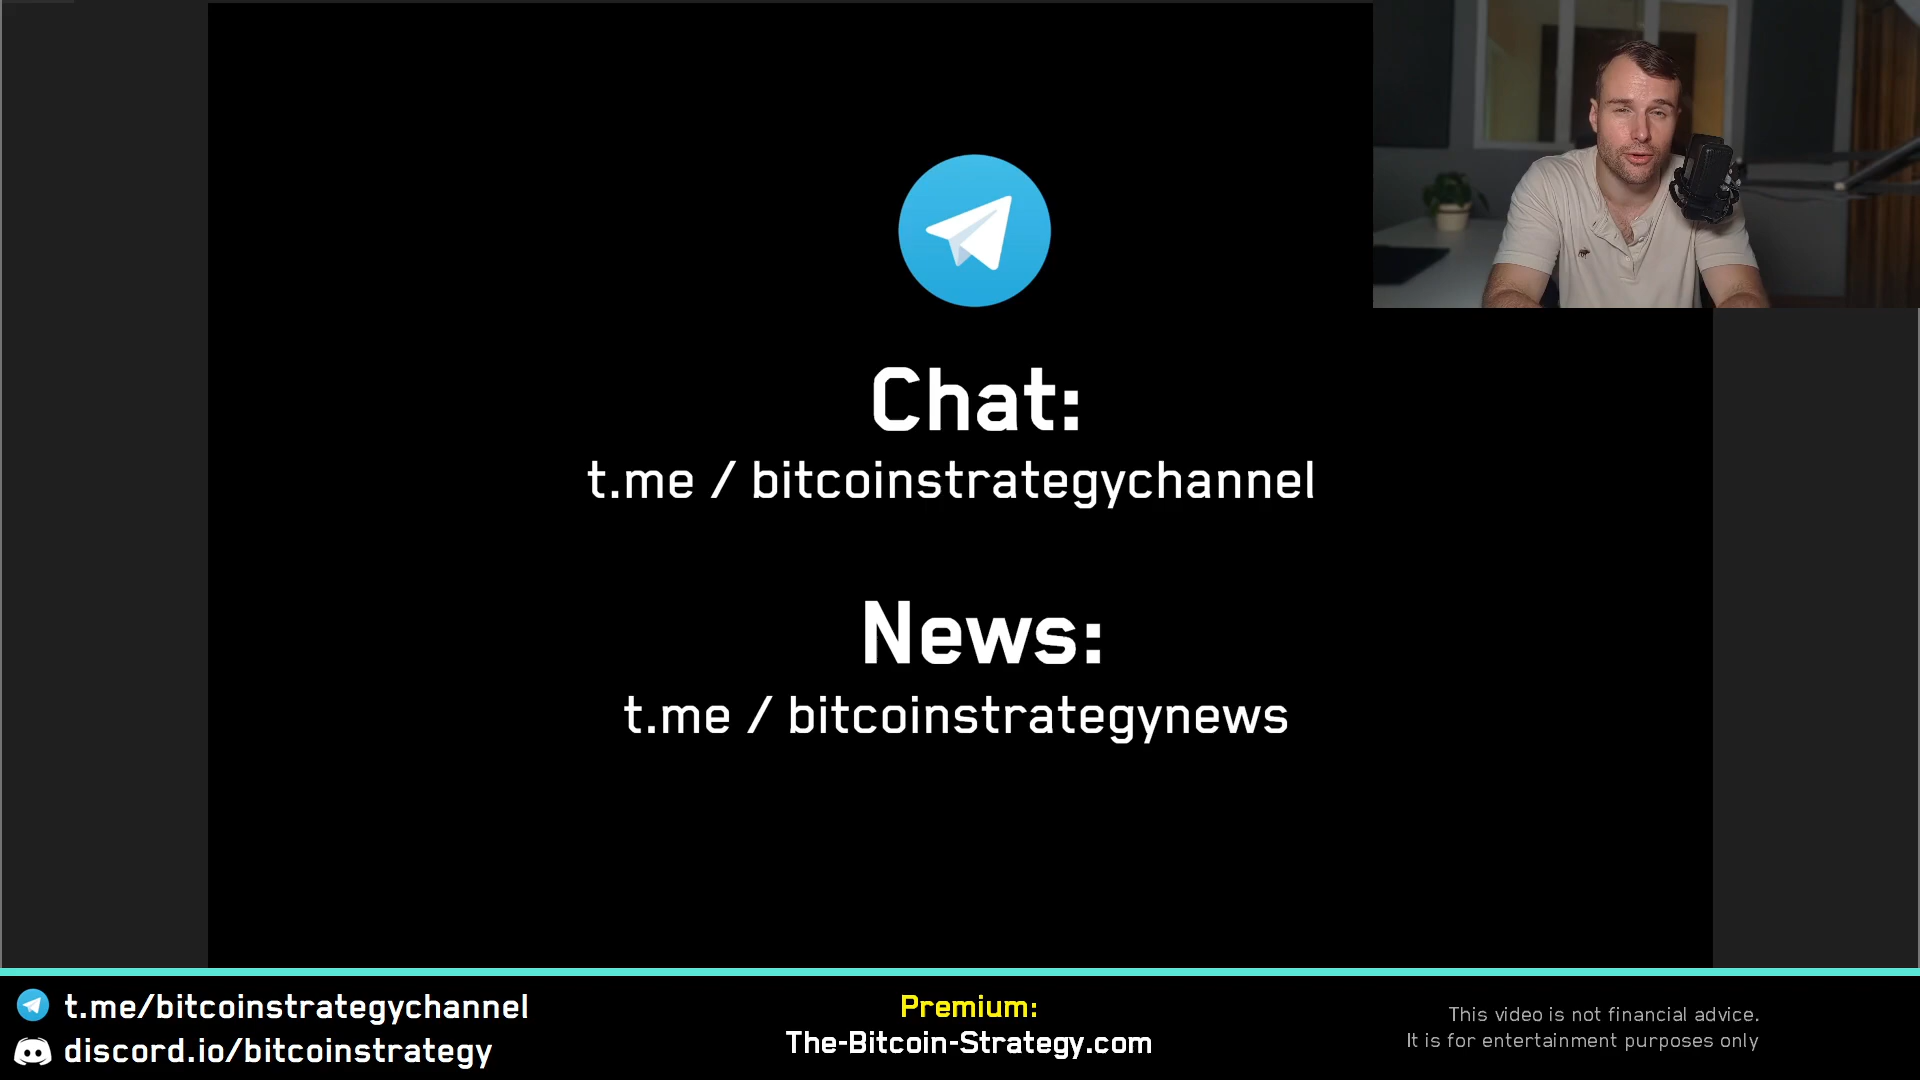 Chat:
t.me / bitcoinstrategychannel
News:
t.me / bitcoinstrategynews
t.me/bitcoinstrategychannel
discord.io/bitcoinstrategy
Premium:
The-Bitcoin-Strategy.com
This video is not financial advice.
It is for entertainment purposes only